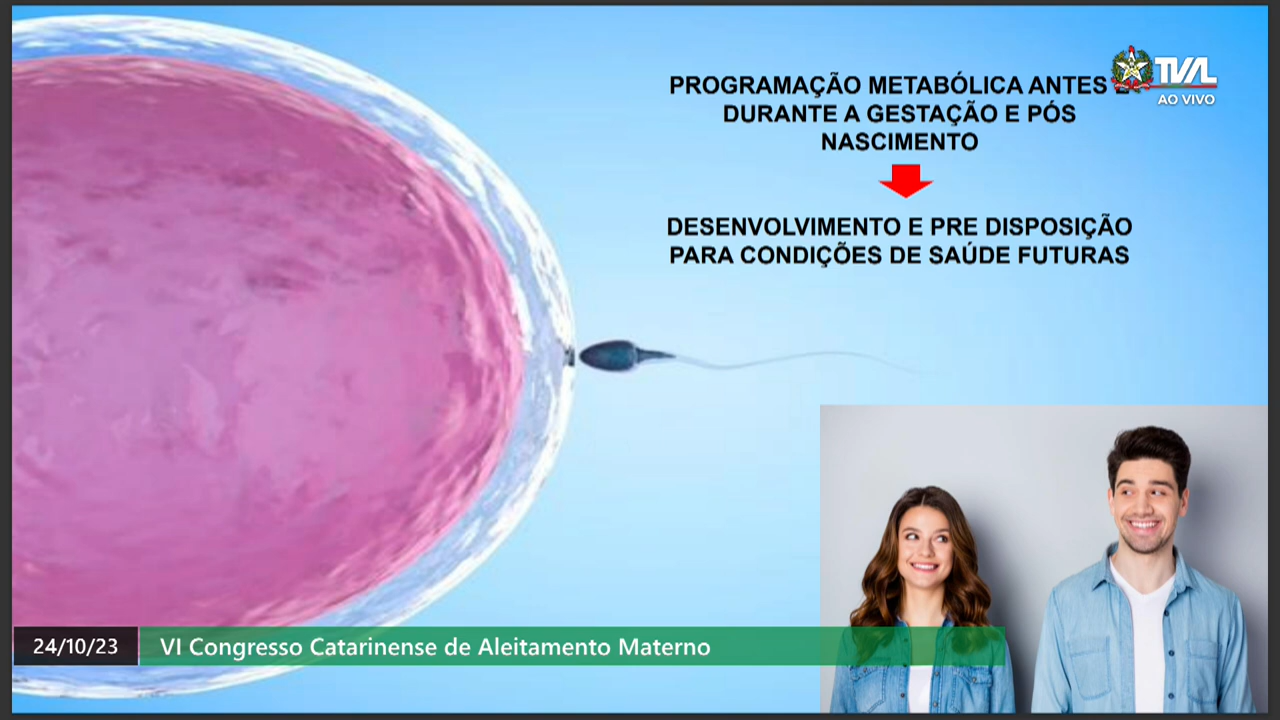 PROGRAMAÇÃO METABÓLICA ANTES E
DURANTE A GESTAÇÃO E PÓS
NASCIMENTO
DESENVOLVIMENTO E PRE DISPOSIÇÃO
PARA CONDIÇÕES DE SAÚDE FUTURAS
TVAL
AO VIVO
24/10/23 VI Congresso Catarinense de Aleitamento Materno